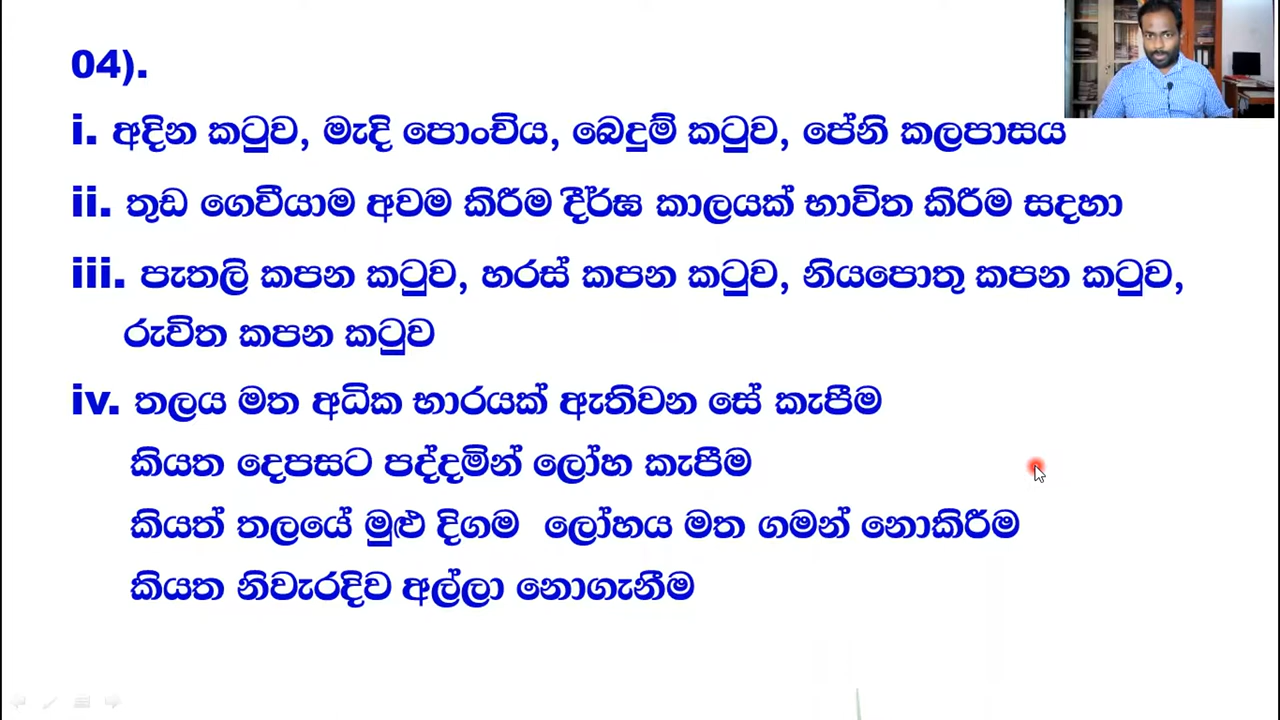 04).
i. අදින කටුව, මැදි පොංචිය, බෙදුම් කටුව, පේනි කලපාසය
ii. තුඩ ගෙවීයාම අවම කිරීම දීර්ඝ කාලයක් භාවිත කිරීම සදහා
iii. පැතලි කපන කටුව, හරස් කපන කටුව, නියපොතු කපන කටුව,
රුවිත කපන කටුව
iv. තලය මත අධික භාරයක් ඇතිවන සේ කැපීම
කියත දෙපසට පද්දමින් ලෝහ කැපීම
කියත් තලයේ මුළු දිගම ලෝහය මත ගමන් නොකිරීම
කියත නිවැරදිව අල්ලා නොගැනීම